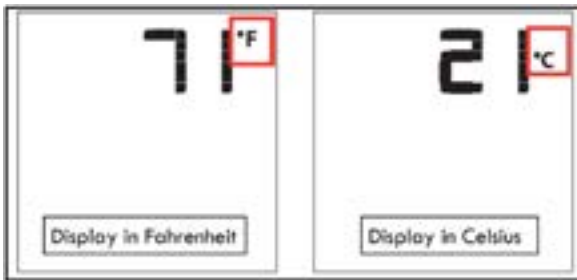 71 °F
21 °C
Display in Fahrenheit
Display in Celsius